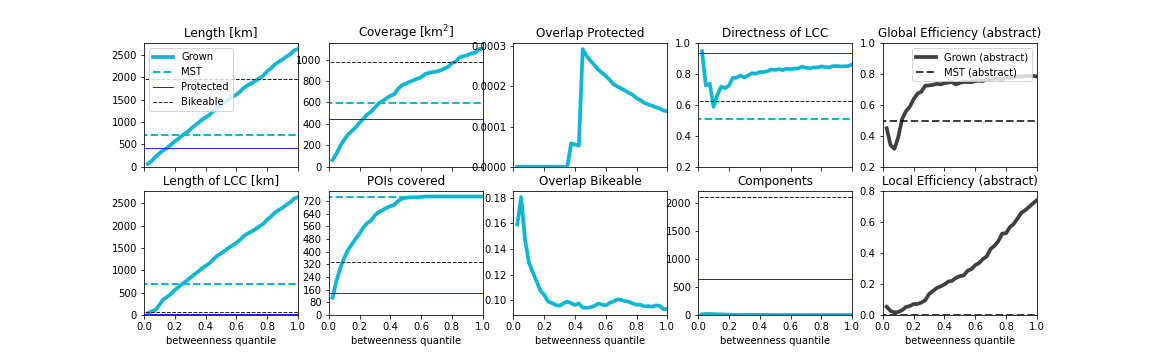 Length [km]
Coverage [km²]
Overlap Protected
Directness of LCC
Global Efficiency (abstract)
2500
2000
1500
1000
500
0
Grown
MST
Protected
Bikeable
1000
800
600
400
200
0
0.0003
0.0002
0.0001
0.0000
1.0
0.8
0.6
0.4
0.2
1.0
0.8
0.6
0.4
0.2
Grown (abstract)
MST (abstract)
Length of LCC [km]
POIs covered
Overlap Bikeable
Components
Local Efficiency (abstract)
2500
2000
1500
1000
500
0
720
640
560
480
400
320
240
160
80
0
0.18
0.16
0.14
0.12
0.10
2000
1500
1000
500
0
0.8
0.6
0.4
0.2
0.0
0.0 0.2 0.4 0.6 0.8 1.0
0.0 0.2 0.4 0.6 0.8 1.0
0.0 0.2 0.4 0.6 0.8 1.0
0.0 0.2 0.4 0.6 0.8 1.0
0.0 0.2 0.4 0.6 0.8 1.0
betweenness quantile
betweenness quantile
betweenness quantile
betweenness quantile
betweenness quantile